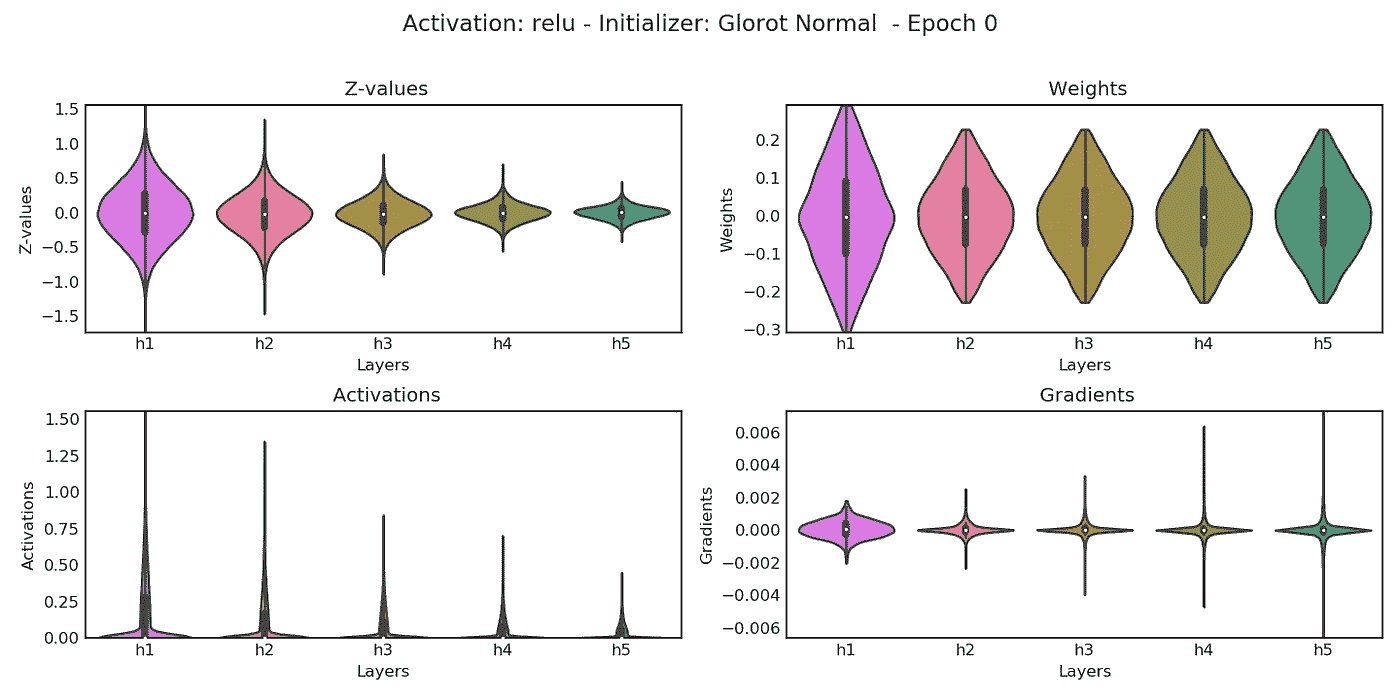 Activation: relu - Initializer: Glorot Normal - Epoch 0
Z-values
Z-values
1.5
1.0
0.5
0.0
−0.5
−1.0
−1.5
h1 h2 h3 h4 h5
Layers
Weights
Weights
0.2
0.1
0.0
−0.1
−0.2
−0.3
h1 h2 h3 h4 h5
Layers
Activations
Activations
1.50
1.25
1.00
0.75
0.50
0.25
0.00
h1 h2 h3 h4 h5
Layers
Gradients
Gradients
0.006
0.004
0.002
0.000
−0.002
−0.004
−0.006
h1 h2 h3 h4 h5
Layers